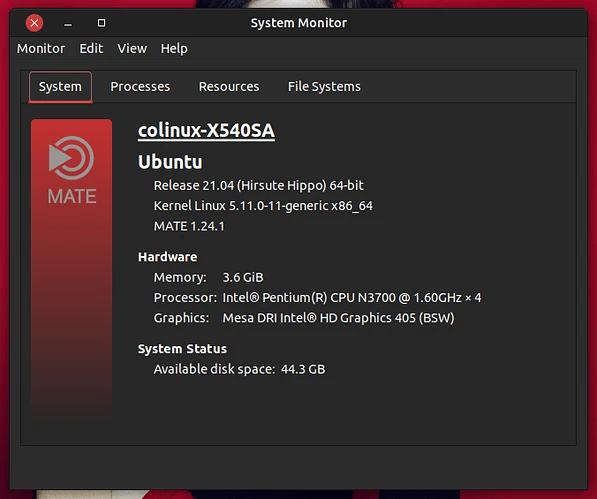 System Monitor
Monitor Edit View Help
System Processes Resources File Systems
MATE
colinux-X540SA
Ubuntu
Release 21.04 (Hirsute Hippo) 64-bit
Kernel Linux 5.11.0-11-generic x86_64
MATE 1.24.1
Hardware
Memory: 3.6 GiB
Processor: Intel® Pentium(R) CPU N3700 @ 1.60GHz × 4
Graphics: Mesa DRI Intel® HD Graphics 405 (BSW)
System Status
Available disk space: 44.3 GB